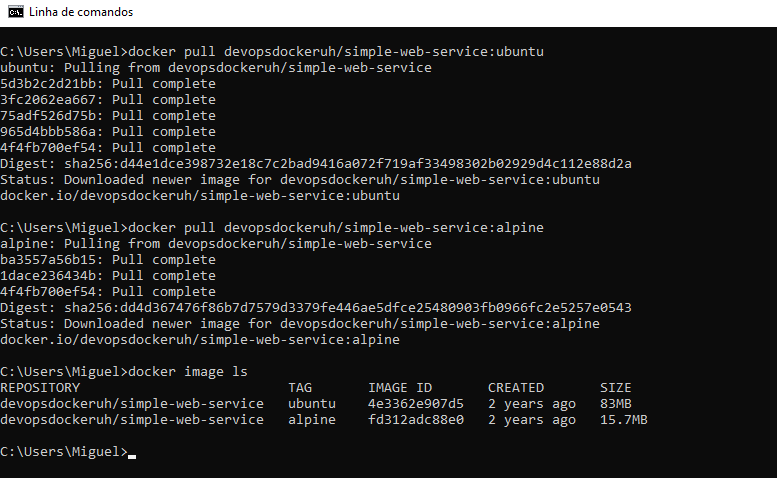 Linha de comandos
C:\Users\Miguel>docker pull devopsdockeruh/simple-web-service:ubuntu
ubuntu: Pulling from devopsdockeruh/simple-web-service
5d3b2c2d21bb: Pull complete
3fc2062ea667: Pull complete
75adf526d75b: Pull complete
965d4bbb586a: Pull complete
4f4fb700ef54: Pull complete
Digest: sha256:d44e1dce398732e18c7c2bad9416a072f719af33498302b02929d4c112e88d2a
Status: Downloaded newer image for devopsdockeruh/simple-web-service:ubuntu
docker.io/devopsdockeruh/simple-web-service:ubuntu
C:\Users\Miguel>docker pull devopsdockeruh/simple-web-service:alpine
alpine: Pulling from devopsdockeruh/simple-web-service
ba3557a56b15: Pull complete
1dace236434b: Pull complete
4f4fb700ef54: Pull complete
Digest: sha256:dd4d367476f86b7d7579d3379fe446ae5dfce25480903fb0966fc2e5257e0543
Status: Downloaded newer image for devopsdockeruh/simple-web-service:alpine
docker.io/devopsdockeruh/simple-web-service:alpine
C:\Users\Miguel>docker image ls
REPOSITORY TAG IMAGE ID CREATED SIZE
devopsdockeruh/simple-web-service ubuntu 4e3362e907d5 2 years ago 83MB
devopsdockeruh/simple-web-service alpine fd312adc88e0 2 years ago 15.7MB
C:\Users\Miguel>